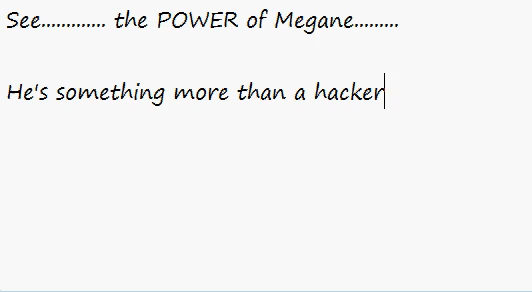 See............. the POWER of Megane.........
He's something more than a hacker